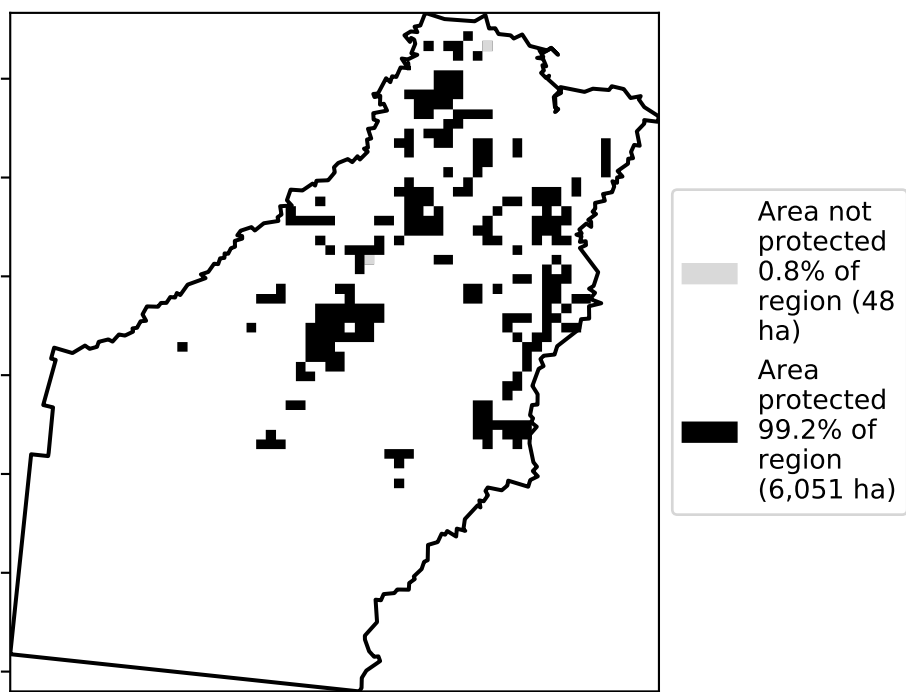 Area not
protected
0.8% of
region (48
ha)
Area
protected
99.2% of
region
(6,051 ha)